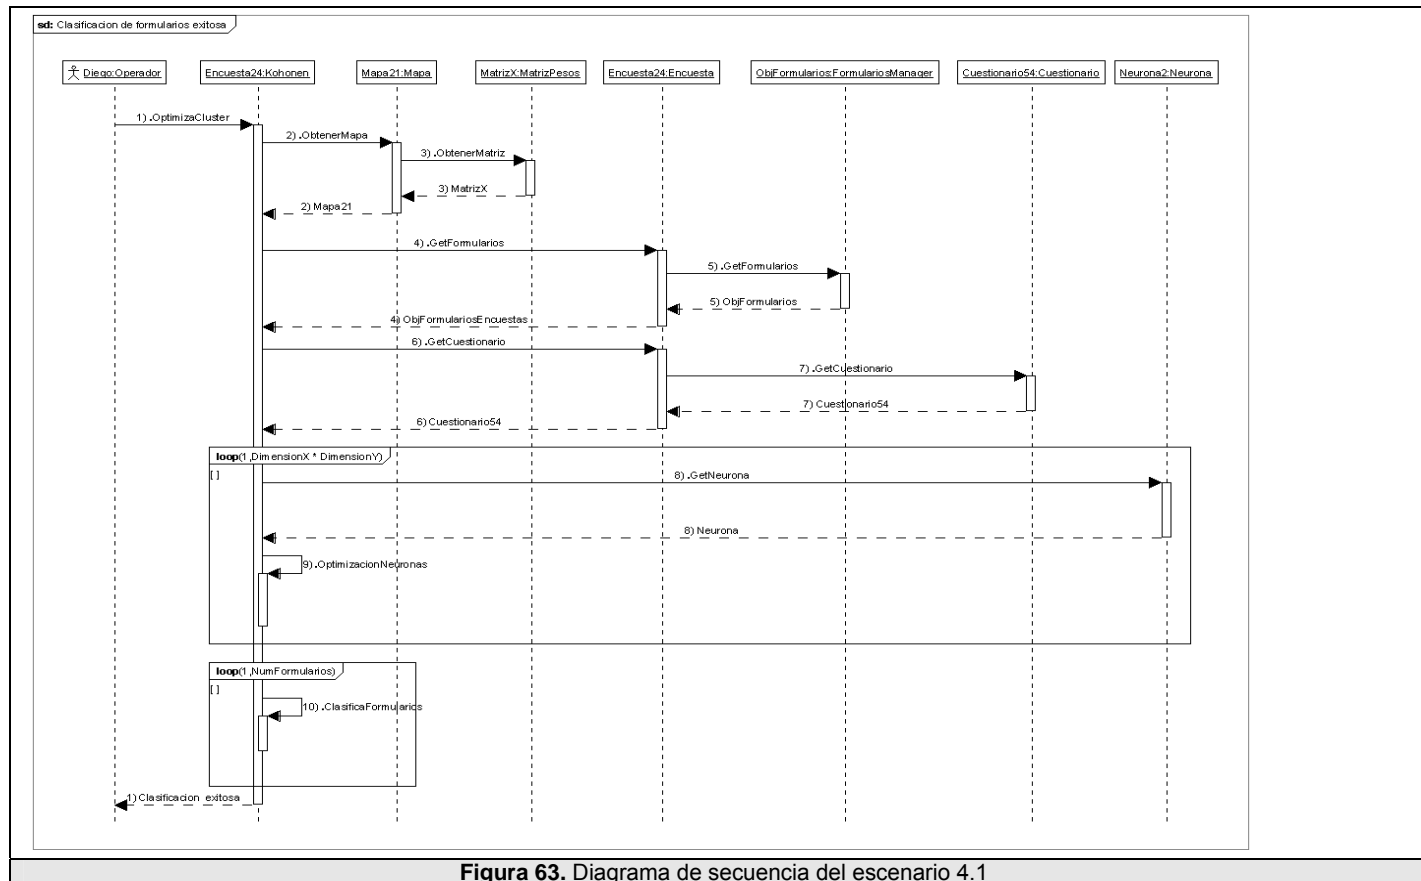 sd: Clasificacion de formularios exitosa
Diego:Operador
Encuesta24:Kohonen
Mapa21:Mapa
MatrizX:MatrizPesos
Encuesta24:Encuesta
ObjFormularios:FormulariosManager
Cuestionario54:Cuestionario
Neurona2:Neurona
1) .OptimizaCluster
2) .ObtenerMapa
3) .ObtenerMatriz
3) MatrizX
2) Mapa21
4) .GetFormularios
5) .GetFormularios
5) ObjFormularios
4) ObjFormulariosEncuestas
6) .GetCuestionario
7) .GetCuestionario
7) Cuestionario54
6) Cuestionario54
loop(1,DimensionX * DimensionY)
[ ]
8) .GetNeurona
8) Neurona
9) .OptimizacionNeuronas
loop(1,NumFormularios)
[ ]
10) .ClasificaFormularios
1) Clasificacion exitosa
Figura 63. Diagrama de secuencia del escenario 4.1